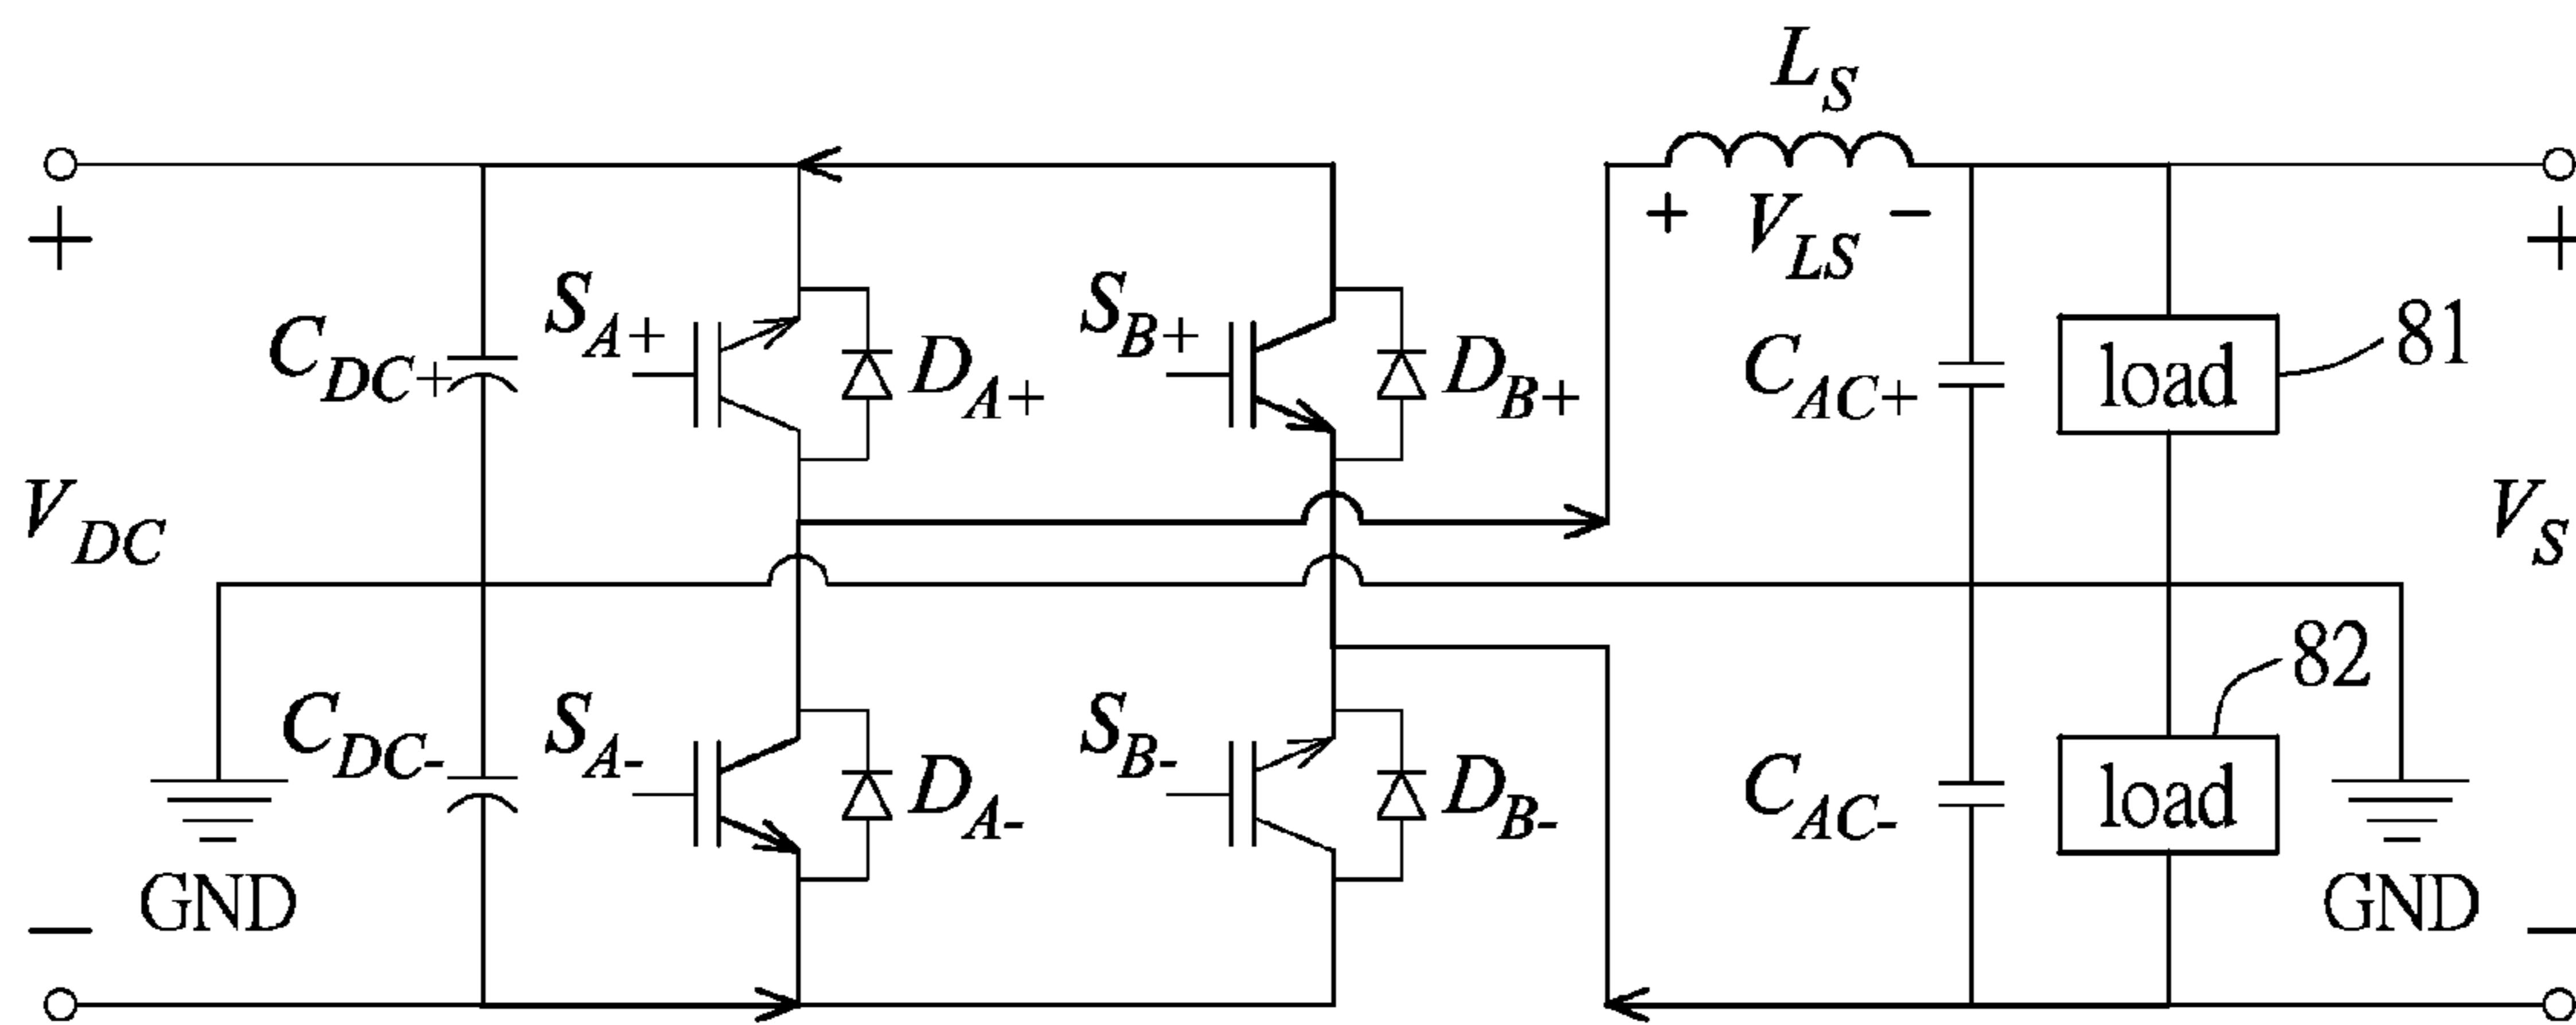 L_S
+ V_LS −
+ +
C_DC+ S_A+ D_A+ S_B+ D_B+ C_AC+ load 81
V_DC V_S
C_DC- S_A- D_A- S_B- D_B- C_AC- load 82
GND GND
− −